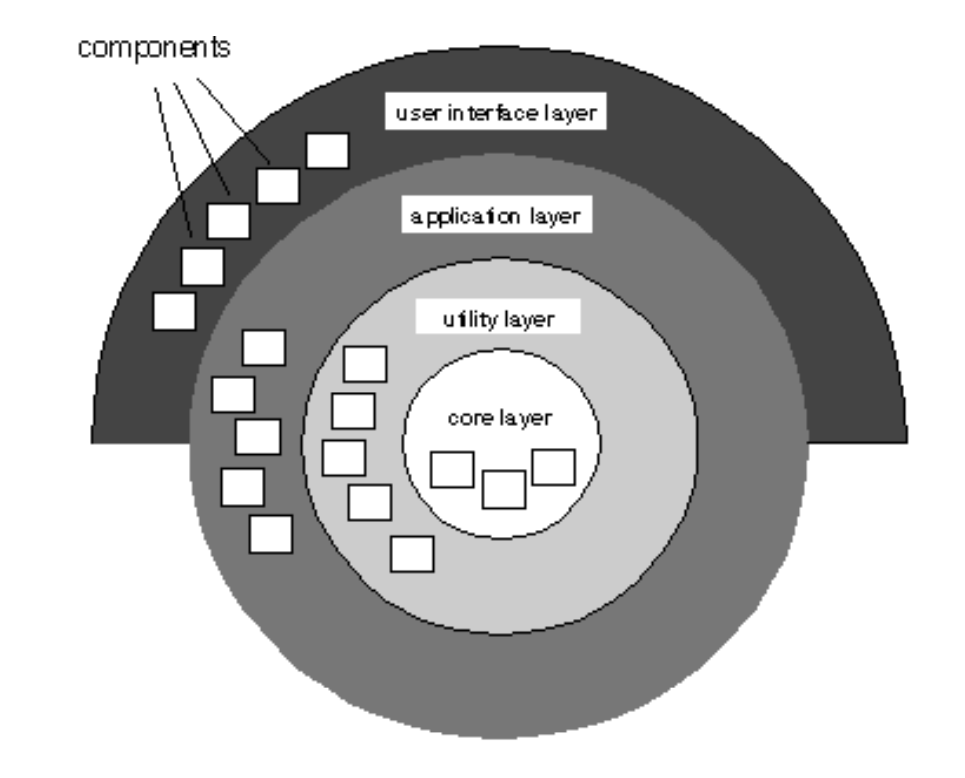 components
user interface layer
application layer
utility layer
core layer